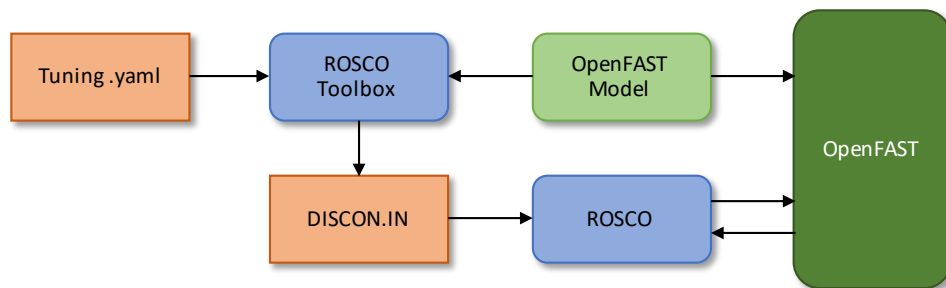 Tuning .yaml
ROSCO
Toolbox
OpenFAST
Model
OpenFAST
DISCON.IN
ROSCO